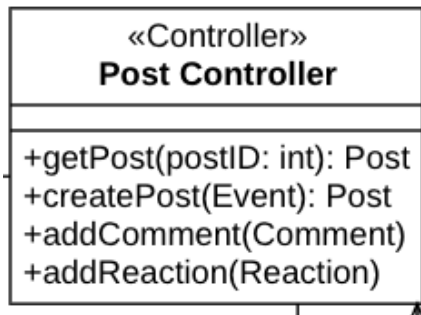 «Controller»
Post Controller
+getPost(postID: int): Post
+createPost(Event): Post
+addComment(Comment)
+addReaction(Reaction)